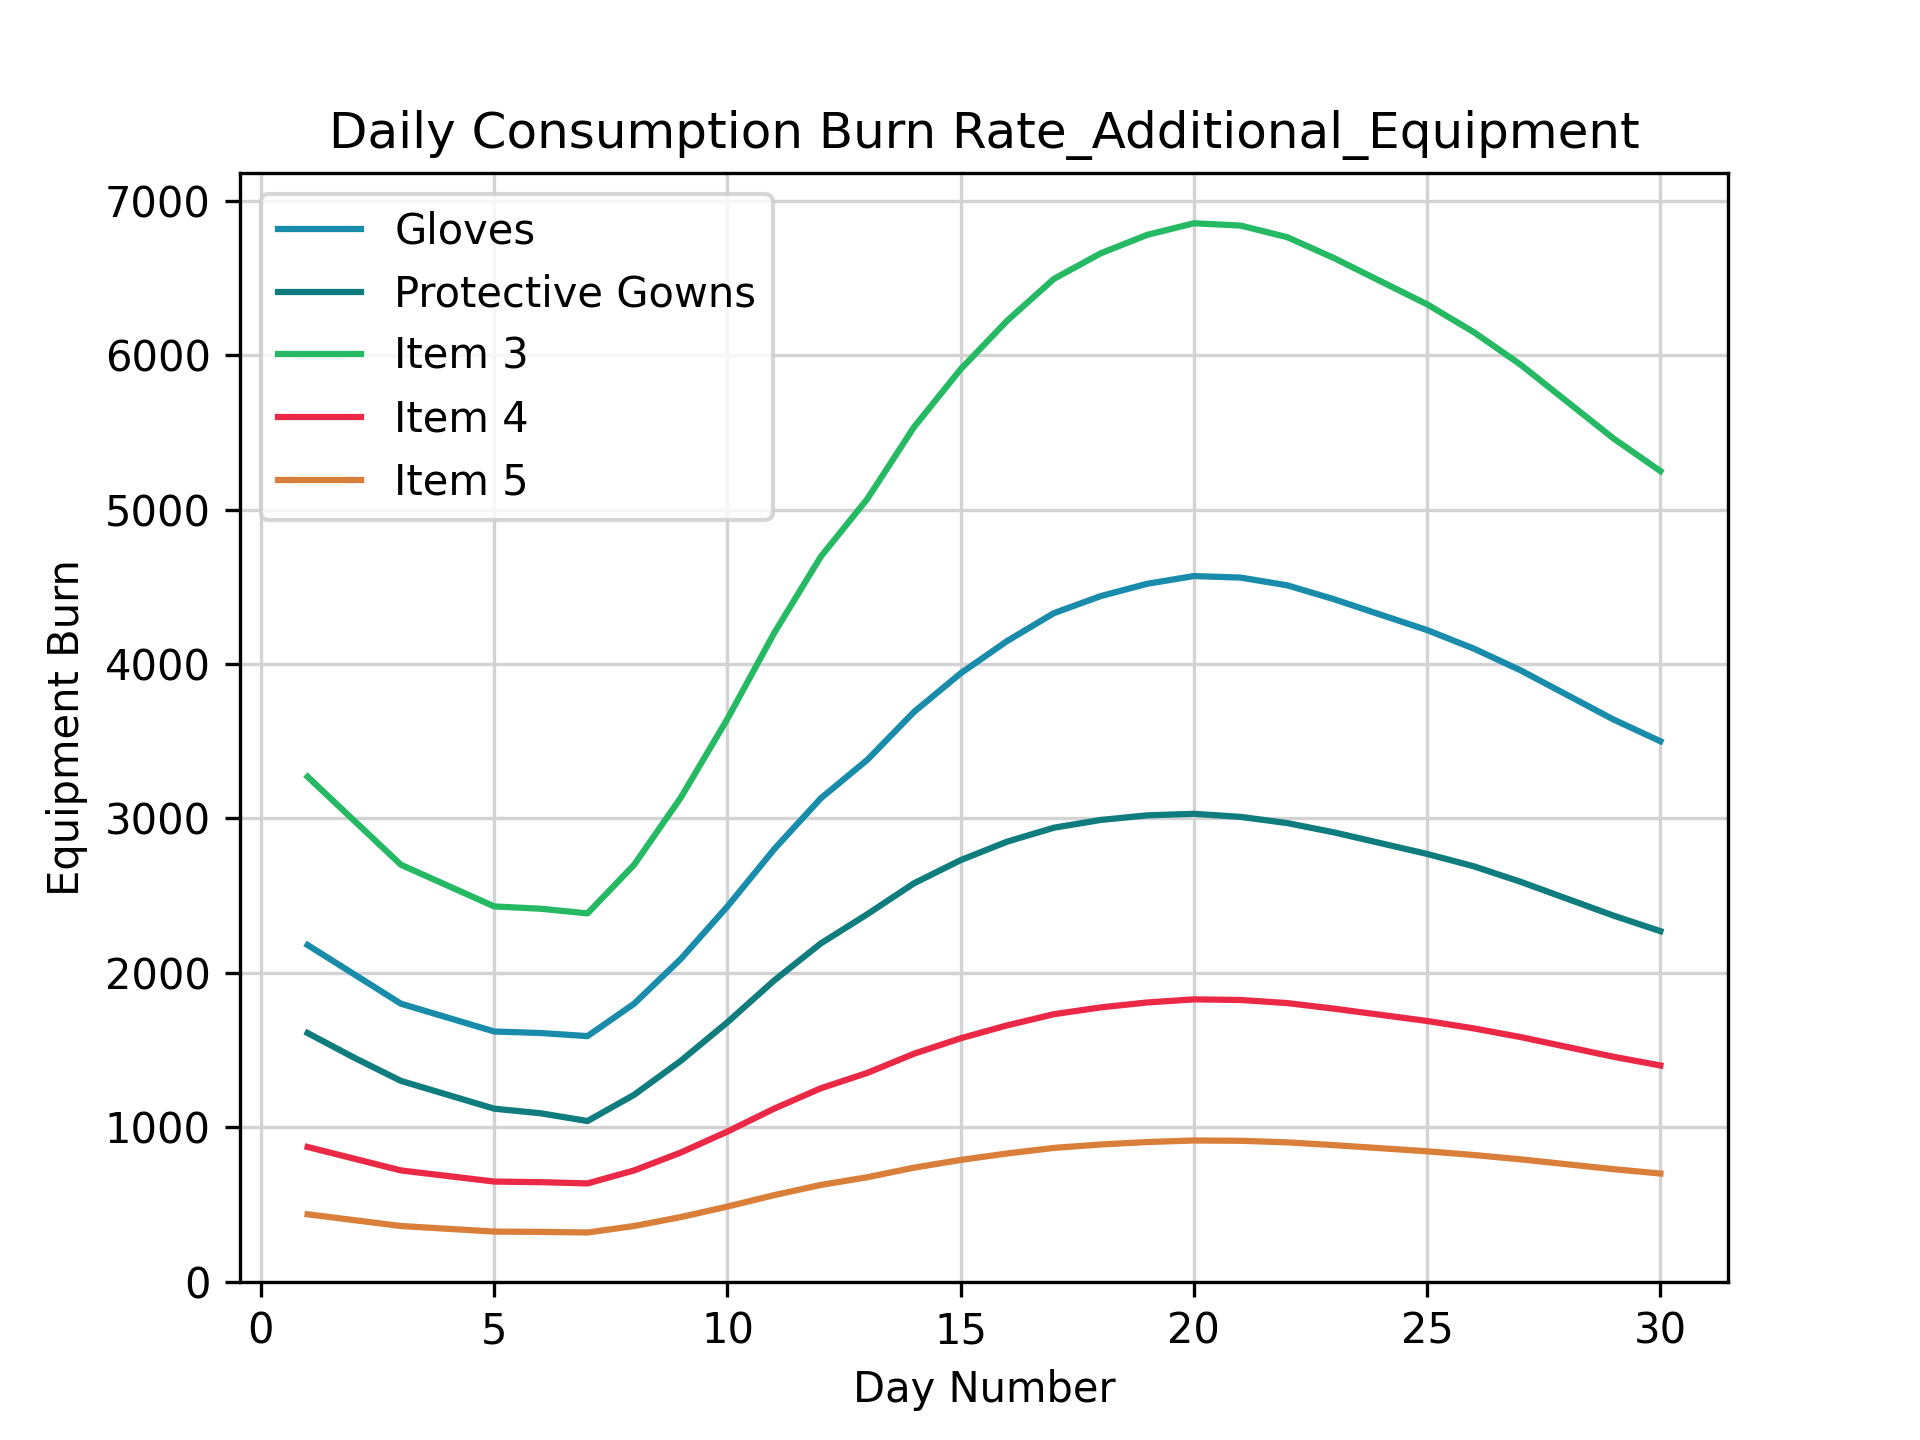 Daily Consumption Burn Rate_Additional_Equipment
7000
6000
5000
4000
3000
2000
1000
0
Equipment Burn
Gloves
Protective Gowns
Item 3
Item 4
Item 5
0 5 10 15 20 25 30
Day Number